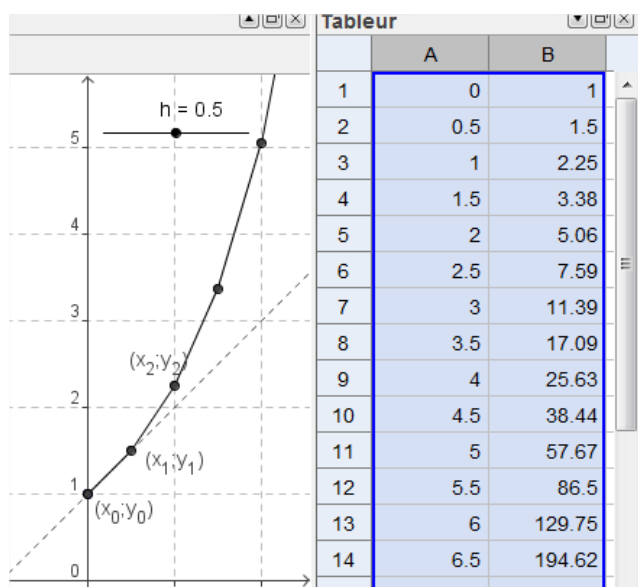 Tableur
h = 0.5
5
4
3
2
1
0
(x₂;y₂)
(x₁;y₁)
(x₀;y₀)
A B
1 0 1
2 0.5 1.5
3 1 2.25
4 1.5 3.38
5 2 5.06
6 2.5 7.59
7 3 11.39
8 3.5 17.09
9 4 25.63
10 4.5 38.44
11 5 57.67
12 5.5 86.5
13 6 129.75
14 6.5 194.62